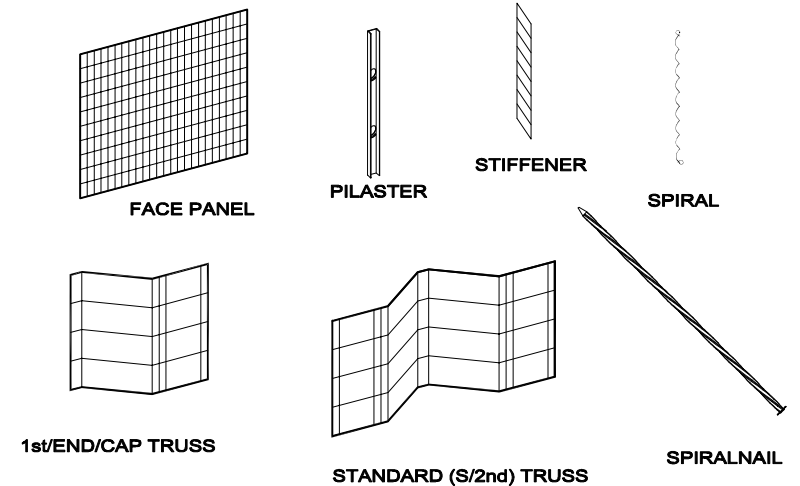 FACE PANEL
PILASTER
STIFFENER
SPIRAL
1st/END/CAP TRUSS
STANDARD (S/2nd) TRUSS
SPIRALNAIL